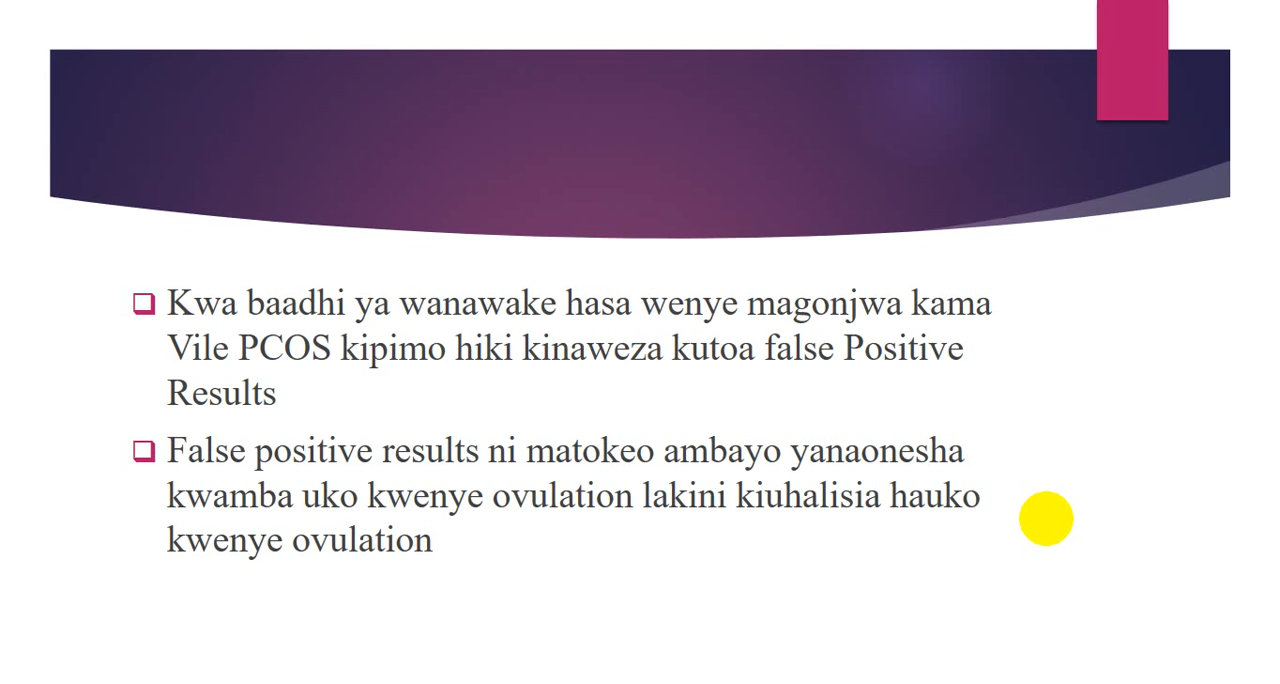 Kwa baadhi ya wanawake hasa wenye magonjwa kama
Vile PCOS kipimo hiki kinaweza kutoa false Positive
Results
False positive results ni matokeo ambayo yanaonesha
kwamba uko kwenye ovulation lakini kiuhalisia hauko
kwenye ovulation